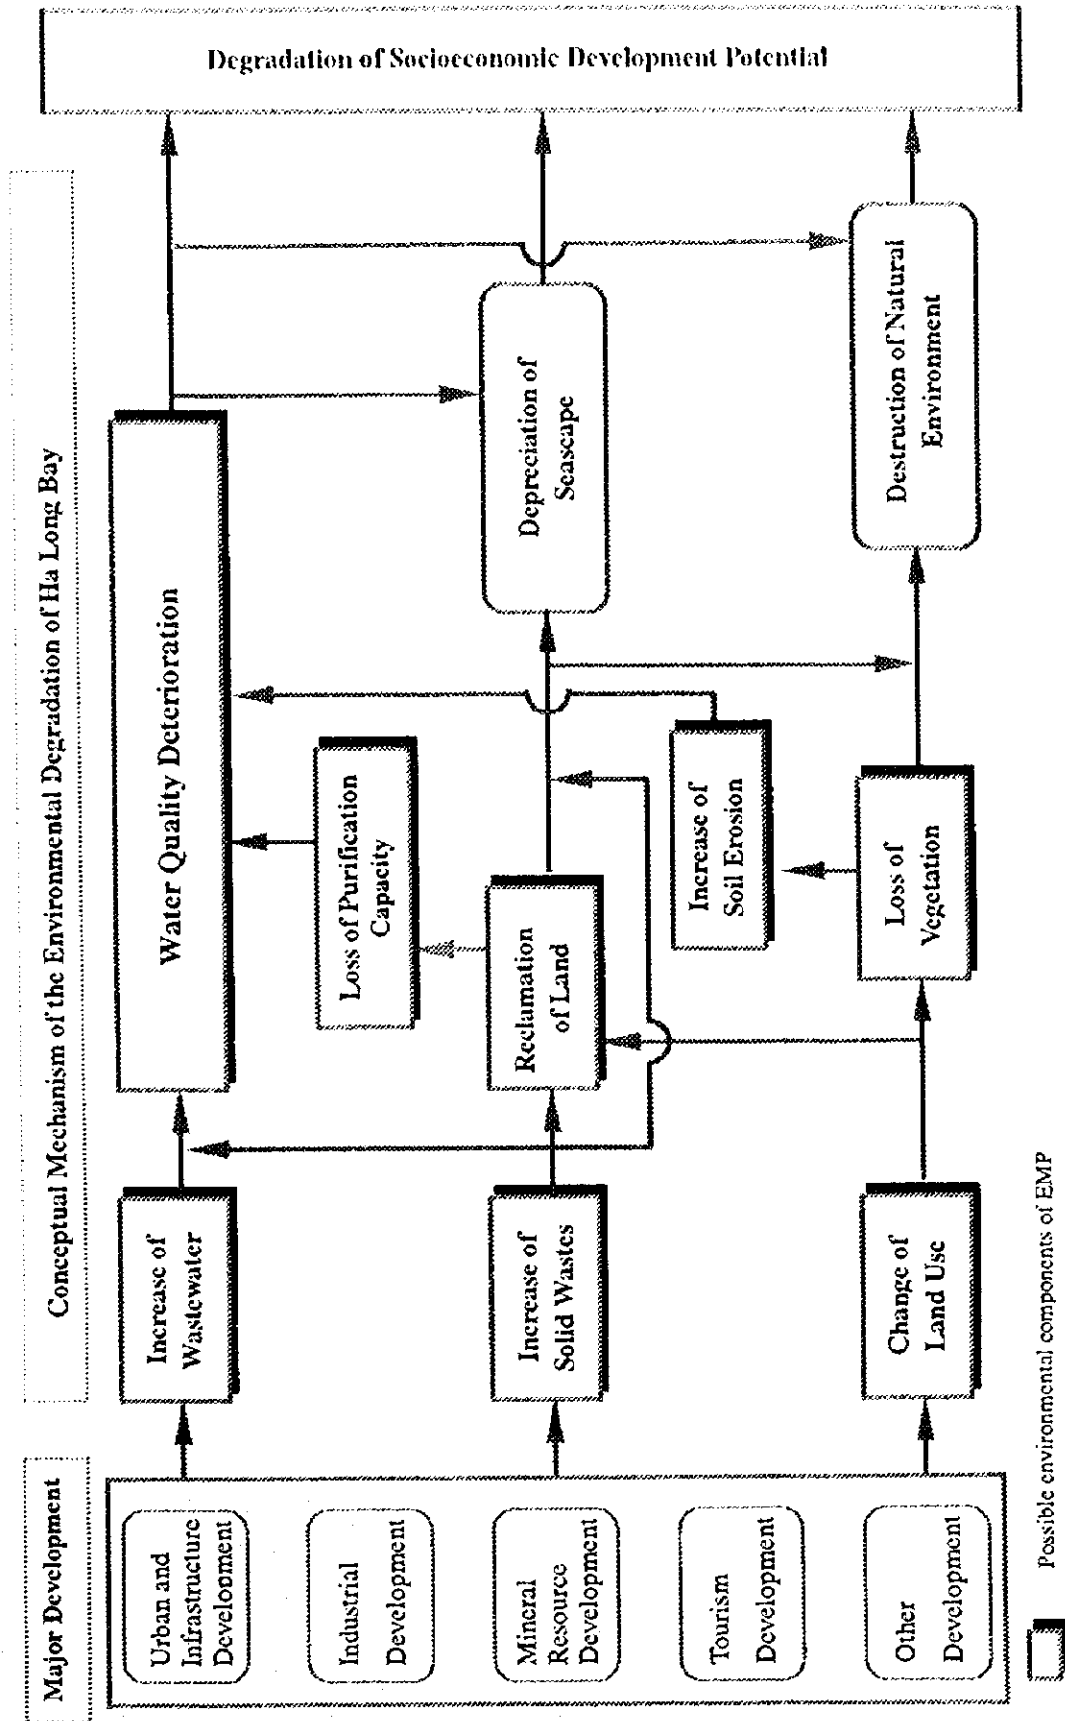 Major Development
Conceptual Mechanism of the Environmental Degradation of Ha Long Bay
Urban and
Infrastructure
Development
Industrial
Development
Mineral
Resource
Development
Tourism
Development
Other
Development
Increase of
Wastewater
Increase of
Solid Wastes
Change of
Land Use
Water Quality Deterioration
Loss of Purification
Capacity
Reclamation
of Land
Increase of
Soil Erosion
Loss of
Vegetation
Depreciation of
Seascape
Destruction of Natural
Environment
Degradation of Socioeconomic Development Potential
Possible environmental components of EMP